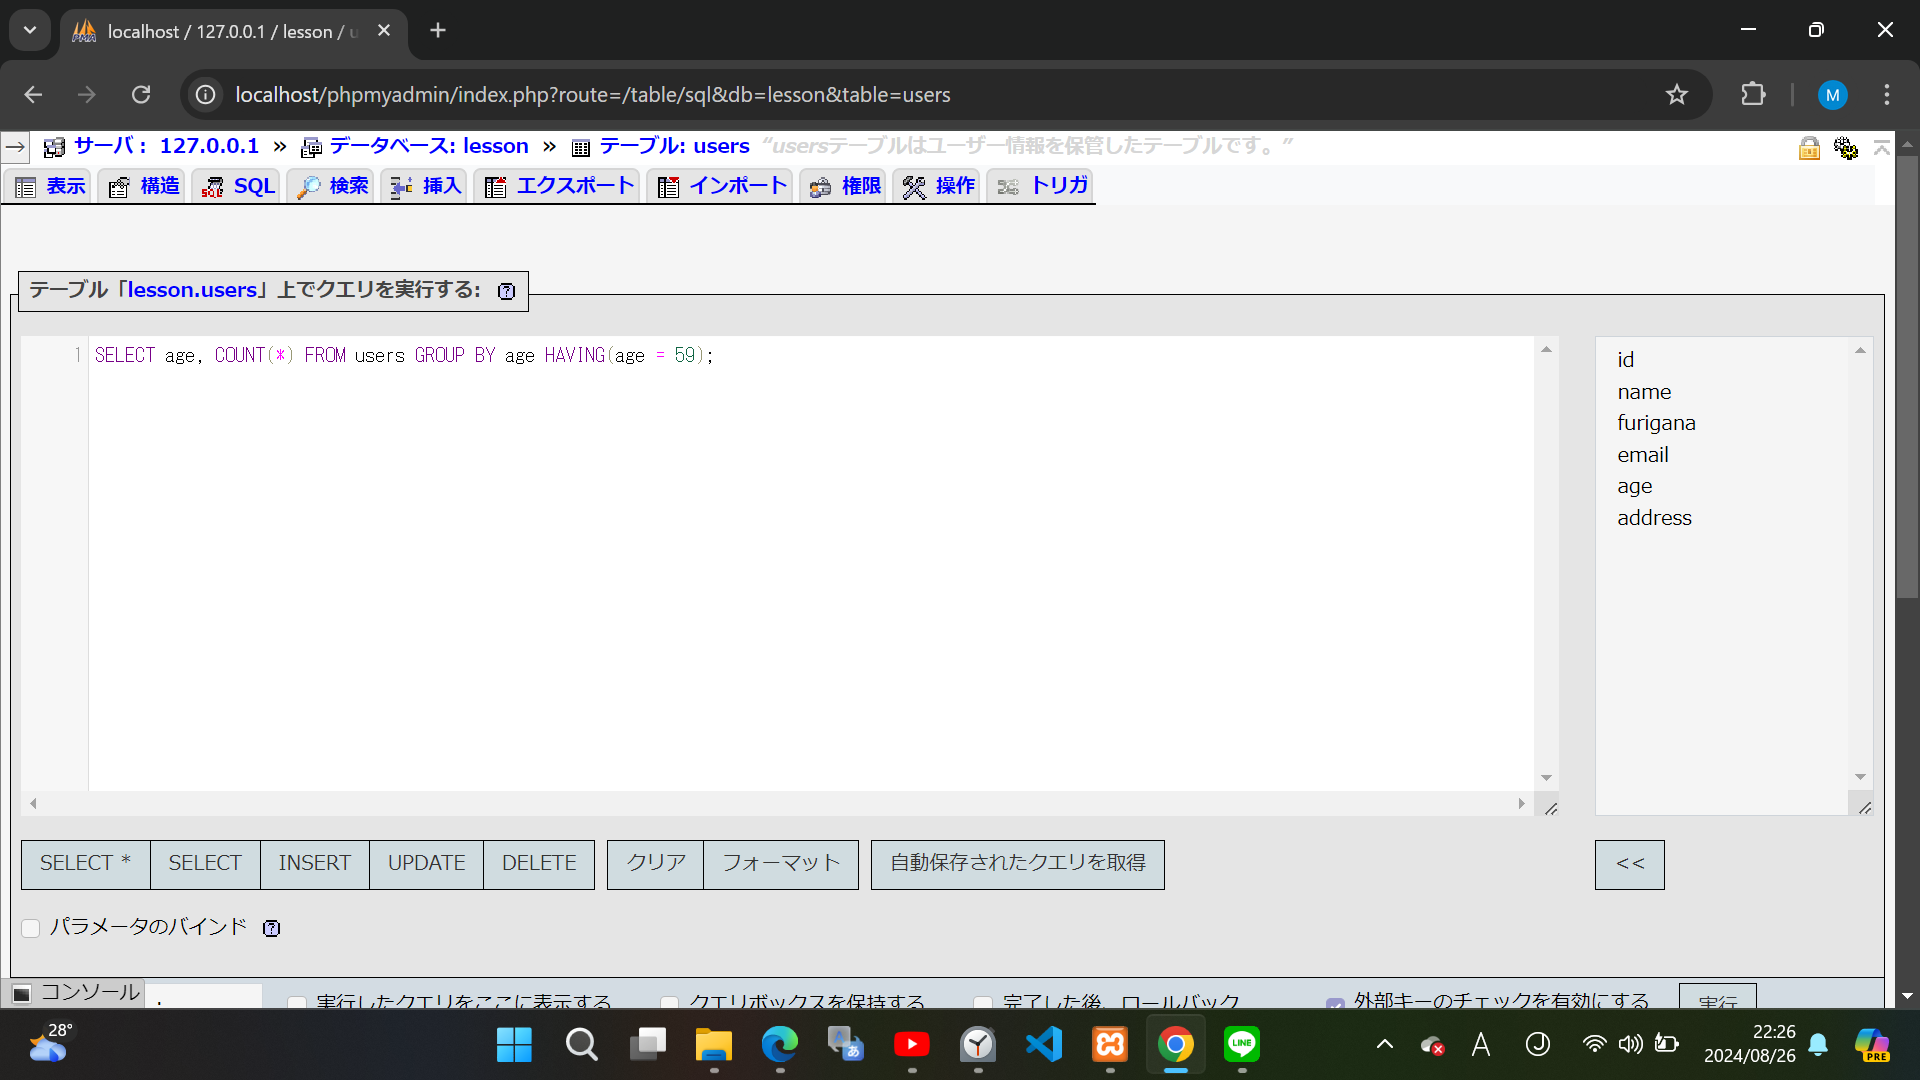 localhost / 127.0.0.1 / lesson / u
localhost/phpmyadmin/index.php?route=/table/sql&db=lesson&table=users
M
サーバ： 127.0.0.1 » データベース: lesson » テーブル: users “usersテーブルはユーザー情報を保管したテーブルです。”
表示 構造 SQL 検索 挿入 エクスポート インポート 権限 操作 トリガ
テーブル「lesson.users」上でクエリを実行する:
1 SELECT age, COUNT(*) FROM users GROUP BY age HAVING(age = 59);
id
name
furigana
email
age
address
SELECT * SELECT INSERT UPDATE DELETE クリア フォーマット 自動保存されたクエリを取得 <<
パラメータのバインド
コンソール 実行したクエリをここに表示する クエリボックスを保持する 完了した後、ロールバック 外部キーのチェックを有効にする 実行
28°
LINE
A
22:26
2024/08/26
PRE